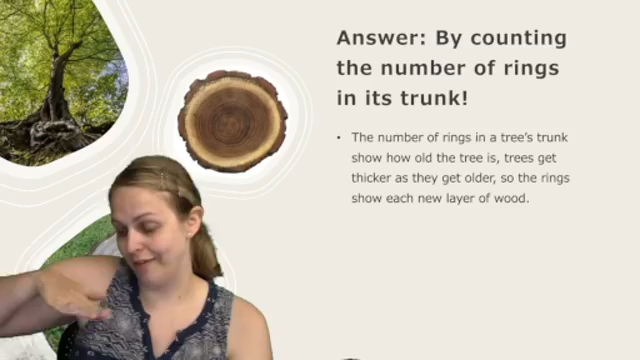 Answer: By counting
the number of rings
in its trunk!
• The number of rings in a tree's trunk
show how old the tree is, trees get
thicker as they get older, so the rings
show each new layer of wood.